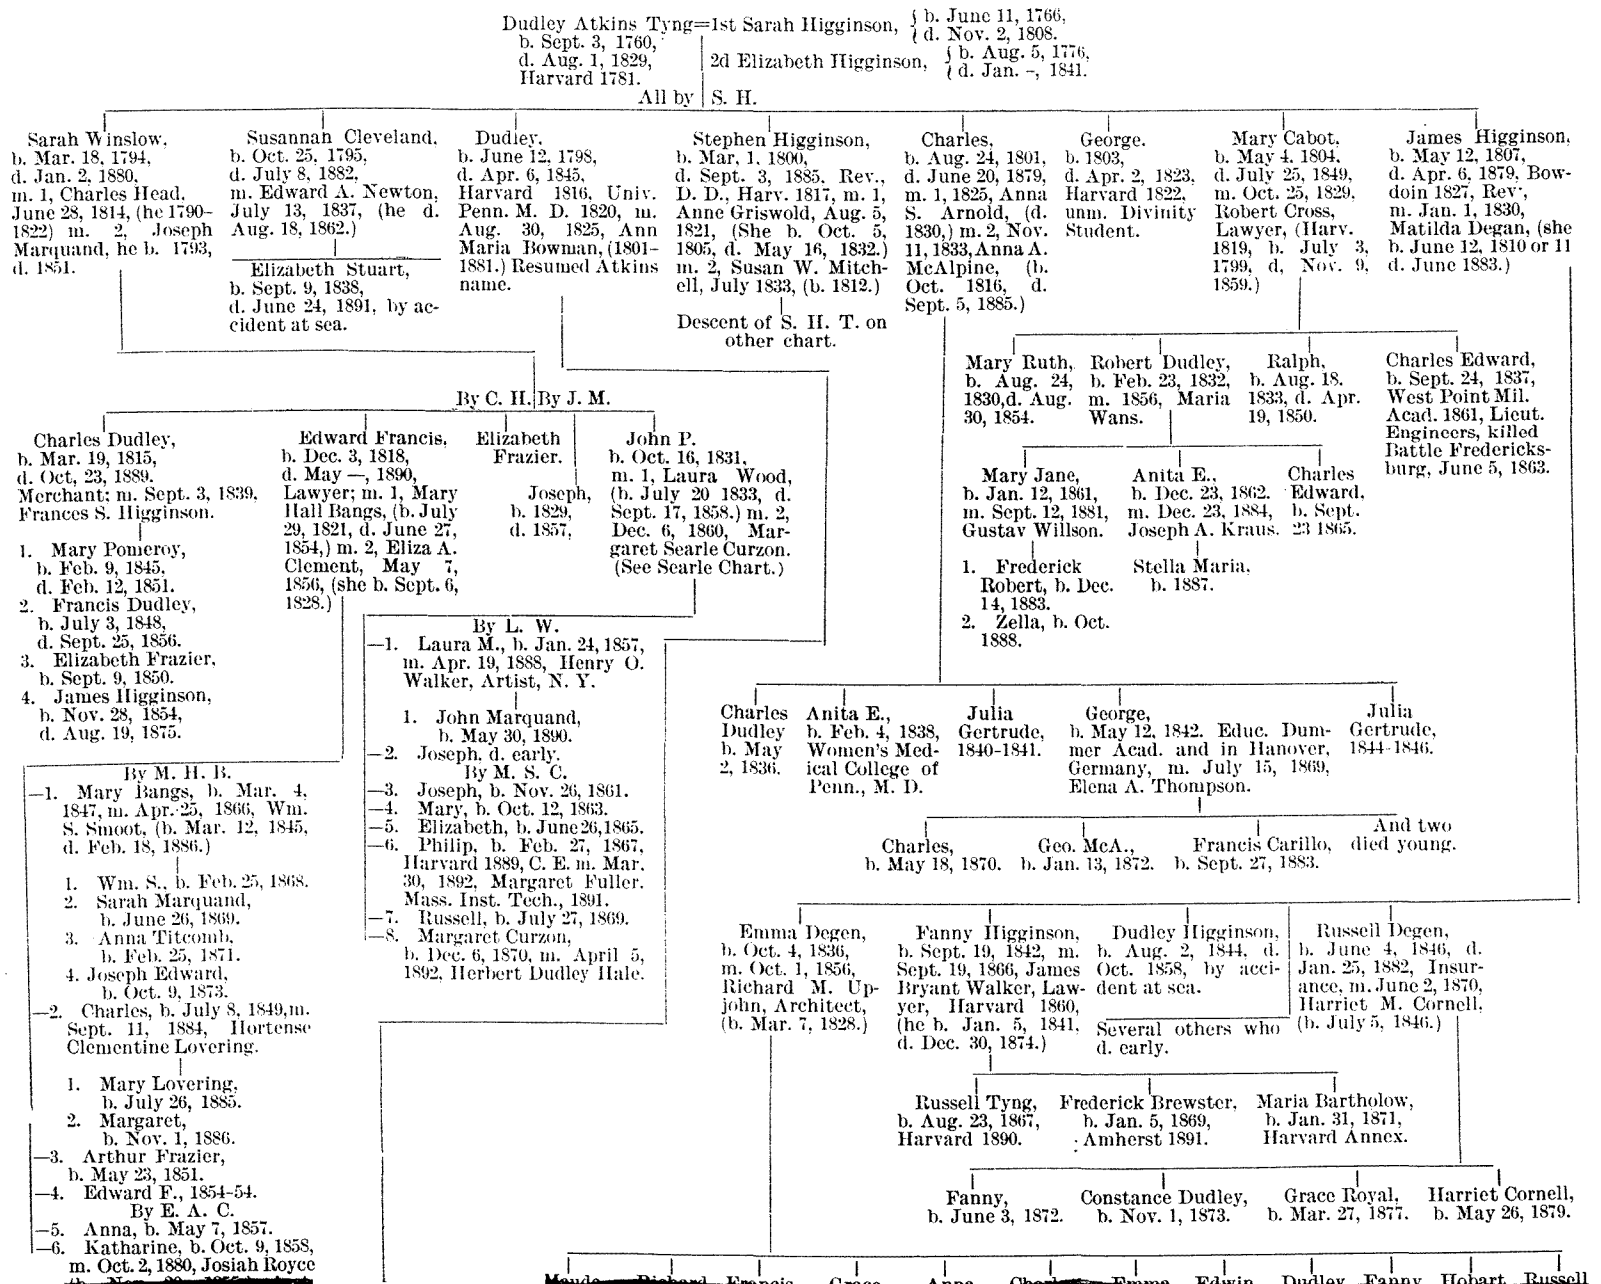 Dudley Atkins Tyng=1st Sarah Higginson, { b. June 11, 1766,
{ d. Nov. 2, 1808.
b. Sept. 3, 1760,
d. Aug. 1, 1829,
Harvard 1781.
2d Elizabeth Higginson, { b. Aug. 5, 1776,
{ d. Jan. -, 1841.
All by S. H.
Sarah Winslow,
b. Mar. 18, 1794,
d. Jan. 2, 1880,
m. 1, Charles Head,
June 28, 1814, (he 1790-
1822) m. 2, Joseph
Marquand, he b. 1793,
d. 1851.
Susannah Cleveland,
b. Oct. 25, 1795,
d. July 8, 1882,
m. Edward A. Newton,
July 13, 1837, (he d.
Aug. 18, 1862.)
Elizabeth Stuart,
b. Sept. 9, 1838,
d. June 24, 1891, by ac-
cident at sea.
Dudley,
b. June 12, 1798,
d. Apr. 6, 1845,
Harvard 1816, Univ.
Penn. M. D. 1820, m.
Aug. 30, 1825, Ann
Maria Bowman, (1801-
1881.) Resumed Atkins
name.
Stephen Higginson,
b. Mar. 1, 1800,
d. Sept. 3, 1885. Rev.,
D. D., Harv. 1817, m. 1,
Anne Griswold, Aug. 5,
1821, (She b. Oct. 5,
1805, d. May 16, 1832.)
m. 2, Susan W. Mitch-
ell, July 1833, (b. 1812.)
Descent of S. H. T. on
other chart.
Charles,
b. Aug. 24, 1801,
d. June 20, 1879,
m. 1, 1825, Anna
S. Arnold, (d.
1830,) m. 2, Nov.
11, 1833, Anna A.
McAlpine, (b.
Oct. 1816, d.
Sept. 5, 1885.)
George.
b. 1803,
d. Apr. 2, 1823,
Harvard 1822,
unm. Divinity
Student.
Mary Cabot,
b. May 4, 1804,
d. July 25, 1849,
m. Oct. 25, 1829,
Robert Cross,
Lawyer, (Harv.
1819, b. July 3,
1799, d. Nov. 9,
1859.)
James Higginson,
b. May 12, 1807,
d. Apr. 6, 1879, Bow-
doin 1827, Rev.,
m. Jan. 1, 1830,
Matilda Degan, (she
b. June 12, 1810 or 11
d. June 1883.)
Mary Ruth,
b. Aug. 24,
1830, d. Aug.
30, 1854.
Robert Dudley,
b. Feb. 23, 1832,
m. 1856, Maria
Wans.
Ralph,
b. Aug. 18.
1833, d. Apr.
19, 1850.
Charles Edward,
b. Sept. 24, 1837,
West Point Mil.
Acad. 1861, Lieut.
Engineers, killed
Battle Fredericks-
burg, June 5, 1863.
Mary Jane,
b. Jan. 12, 1861,
m. Sept. 12, 1881,
Gustav Willson.
1. Frederick
Robert, b. Dec.
14, 1883.
2. Zella, b. Oct.
1888.
Anita E.,
b. Dec. 23, 1862.
m. Dec. 23, 1884,
Joseph A. Kraus.
Stella Maria,
b. 1887.
Charles
Edward,
b. Sept.
23 1865.
By C. H. By J. M.
Charles Dudley,
b. Mar. 19, 1815,
d. Oct. 23, 1889.
Merchant; m. Sept. 3, 1839,
Frances S. Higginson.
1. Mary Pomeroy,
b. Feb. 9, 1845,
d. Feb. 12, 1851.
2. Francis Dudley,
b. July 3, 1848,
d. Sept. 25, 1856.
3. Elizabeth Frazier,
b. Sept. 9, 1850.
4. James Higginson,
b. Nov. 28, 1854,
d. Aug. 19, 1875.
Edward Francis,
b. Dec. 3, 1818,
d. May —, 1890,
Lawyer; m. 1, Mary
Hall Bangs, (b. July
29, 1821, d. June 27,
1854,) m. 2, Eliza A.
Clement, May 7,
1856, (she b. Sept. 6,
1828.)
Elizabeth
Frazier.
Joseph,
b. 1829,
d. 1857,
John P.
b. Oct. 16, 1831,
m. 1, Laura Wood,
(b. July 20 1833, d.
Sept. 17, 1858.) m. 2,
Dec. 6, 1860, Mar-
garet Searle Curzon.
(See Searle Chart.)
By L. W.
—1. Laura M., b. Jan. 24, 1857,
m. Apr. 19, 1888, Henry O.
Walker, Artist, N. Y.
1. John Marquand,
b. May 30, 1890.
—2. Joseph, d. early.
By M. S. C.
—3. Joseph, b. Nov. 26, 1861.
—4. Mary, b. Oct. 12, 1863.
—5. Elizabeth, b. June 26, 1865.
—6. Philip, b. Feb. 27, 1867,
Harvard 1889, C. E. m. Mar.
30, 1892, Margaret Fuller.
Mass. Inst. Tech., 1891.
—7. Russell, b. July 27, 1869.
—8. Margaret Curzon,
b. Dec. 6, 1870, m. April 5,
1892, Herbert Dudley Hale.
By M. H. B.
—1. Mary Bangs, b. Mar. 4,
1847, m. Apr. 25, 1866, Wm.
S. Smoot, (b. Mar. 12, 1845,
d. Feb. 18, 1886.)
1. Wm. S., b. Feb. 25, 1868.
2. Sarah Marquand,
b. June 26, 1869.
3. Anna Titcomb,
b. Feb. 25, 1871.
4. Joseph Edward,
b. Oct. 9, 1873.
—2. Charles, b. July 8, 1849, m.
Sept. 11, 1884, Hortense
Clementine Lovering.
1. Mary Lovering,
b. July 26, 1885.
2. Margaret,
b. Nov. 1, 1886.
—3. Arthur Frazier,
b. May 23, 1851.
—4. Edward F., 1854-54.
By E. A. C.
—5. Anna, b. May 7, 1857.
—6. Katharine, b. Oct. 9, 1858,
m. Oct. 2, 1880, Josiah Royce
Charles
Dudley
b. May
2, 1836.
Anita E.,
b. Feb. 4, 1838,
Women's Med-
ical College of
Penn., M. D.
Julia
Gertrude,
1840-1841.
George,
b. May 12, 1842. Educ. Dum-
mer Acad. and in Hanover,
Germany, m. July 15, 1869,
Elena A. Thompson.
Julia
Gertrude,
1844-1846.
Charles,
b. May 18, 1870.
Geo. McA.,
b. Jan. 13, 1872.
Francis Carillo,
b. Sept. 27, 1883.
And two
died young.
Emma Degen,
b. Oct. 4, 1836,
m. Oct. 1, 1856,
Richard M. Up-
john, Architect,
(b. Mar. 7, 1828.)
Fanny Higginson,
b. Sept. 19, 1842, m.
Sept. 19, 1866, James
Bryant Walker, Law-
yer, Harvard 1860,
(he b. Jan. 5, 1841,
d. Dec. 30, 1874.)
Dudley Higginson,
b. Aug. 2, 1844, d.
Oct. 1858, by acci-
dent at sea.
Several others who
d. early.
Russell Degen,
b. June 4, 1846, d.
Jan. 25, 1882, Insur-
ance, m. June 2, 1870,
Harriet M. Cornell,
(b. July 5, 1846.)
Russell Tyng,
b. Aug. 23, 1867,
Harvard 1890.
Frederick Brewster,
b. Jan. 5, 1869,
Amherst 1891.
Maria Bartholow,
b. Jan. 31, 1871,
Harvard Annex.
Fanny,
b. June 3, 1872.
Constance Dudley,
b. Nov. 1, 1873.
Grace Royal,
b. Mar. 27, 1877.
Harriet Cornell,
b. May 26, 1879.
Maude Richard Francis Grace Anna Charles Emma Edwin Dudley Fanny Hobart Russell